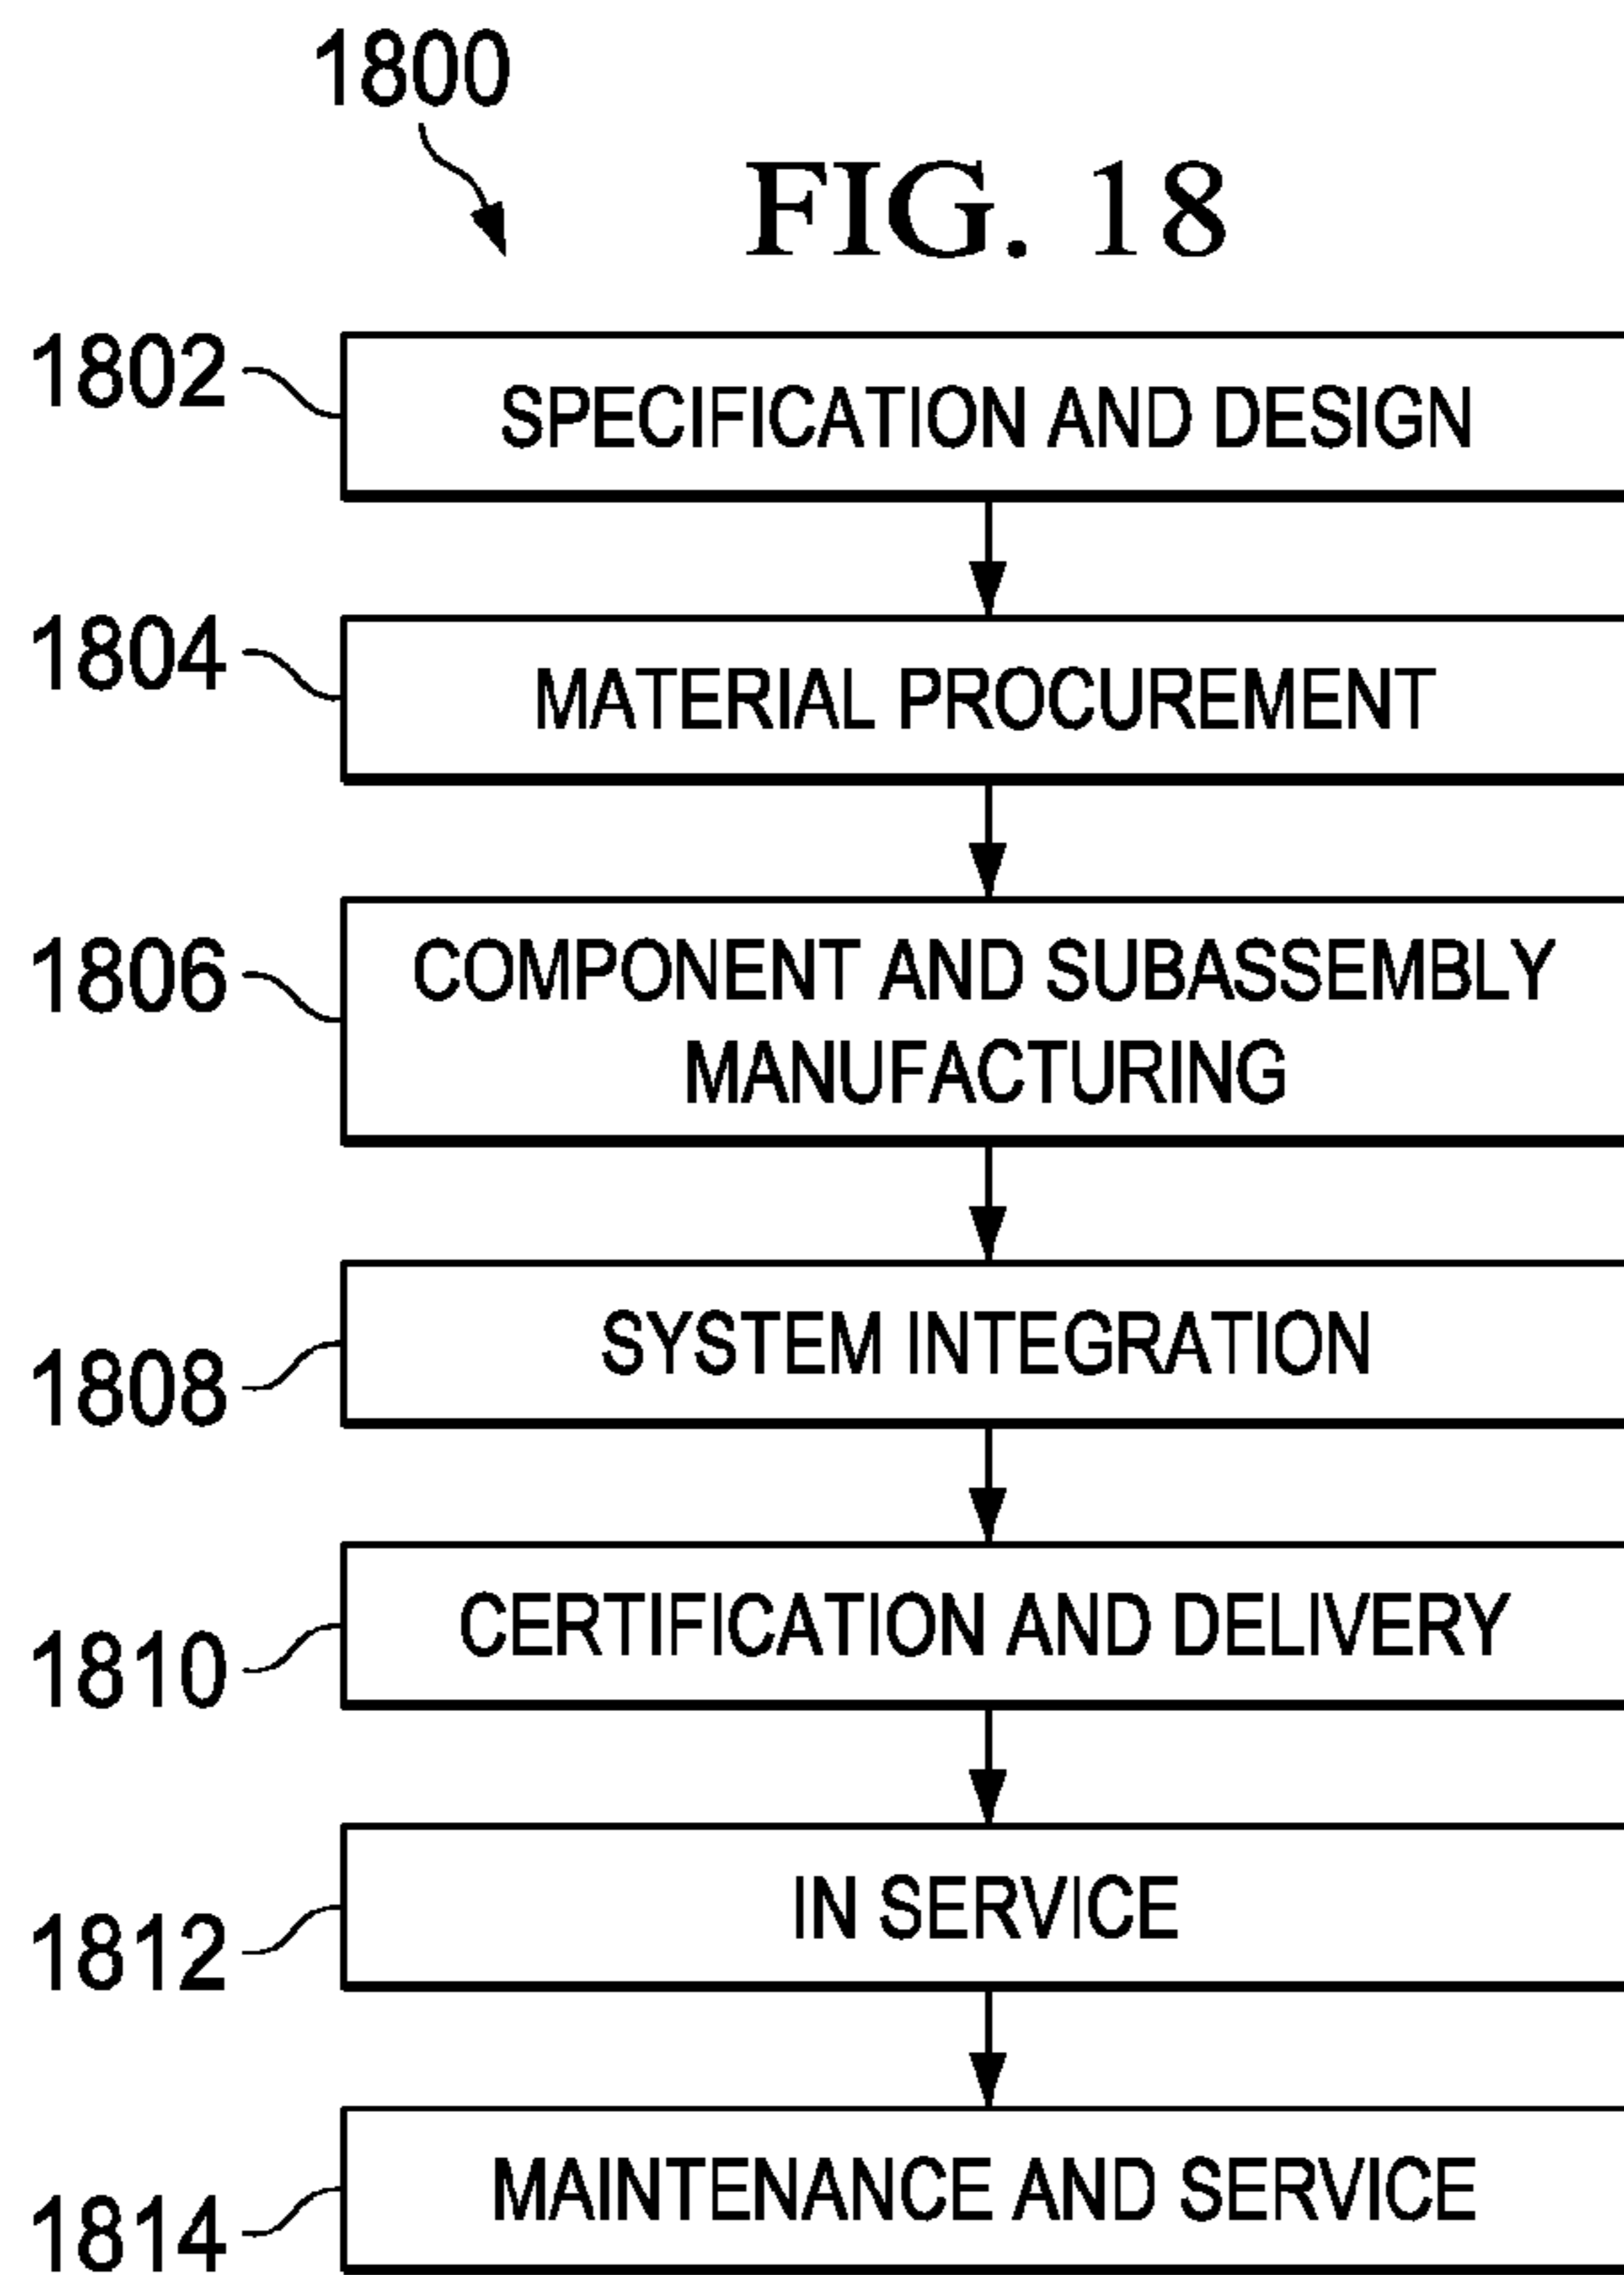 1800
FIG. 18
1802
SPECIFICATION AND DESIGN
1804
MATERIAL PROCUREMENT
1806
COMPONENT AND SUBASSEMBLY
MANUFACTURING
1808
SYSTEM INTEGRATION
1810
CERTIFICATION AND DELIVERY
1812
IN SERVICE
1814
MAINTENANCE AND SERVICE